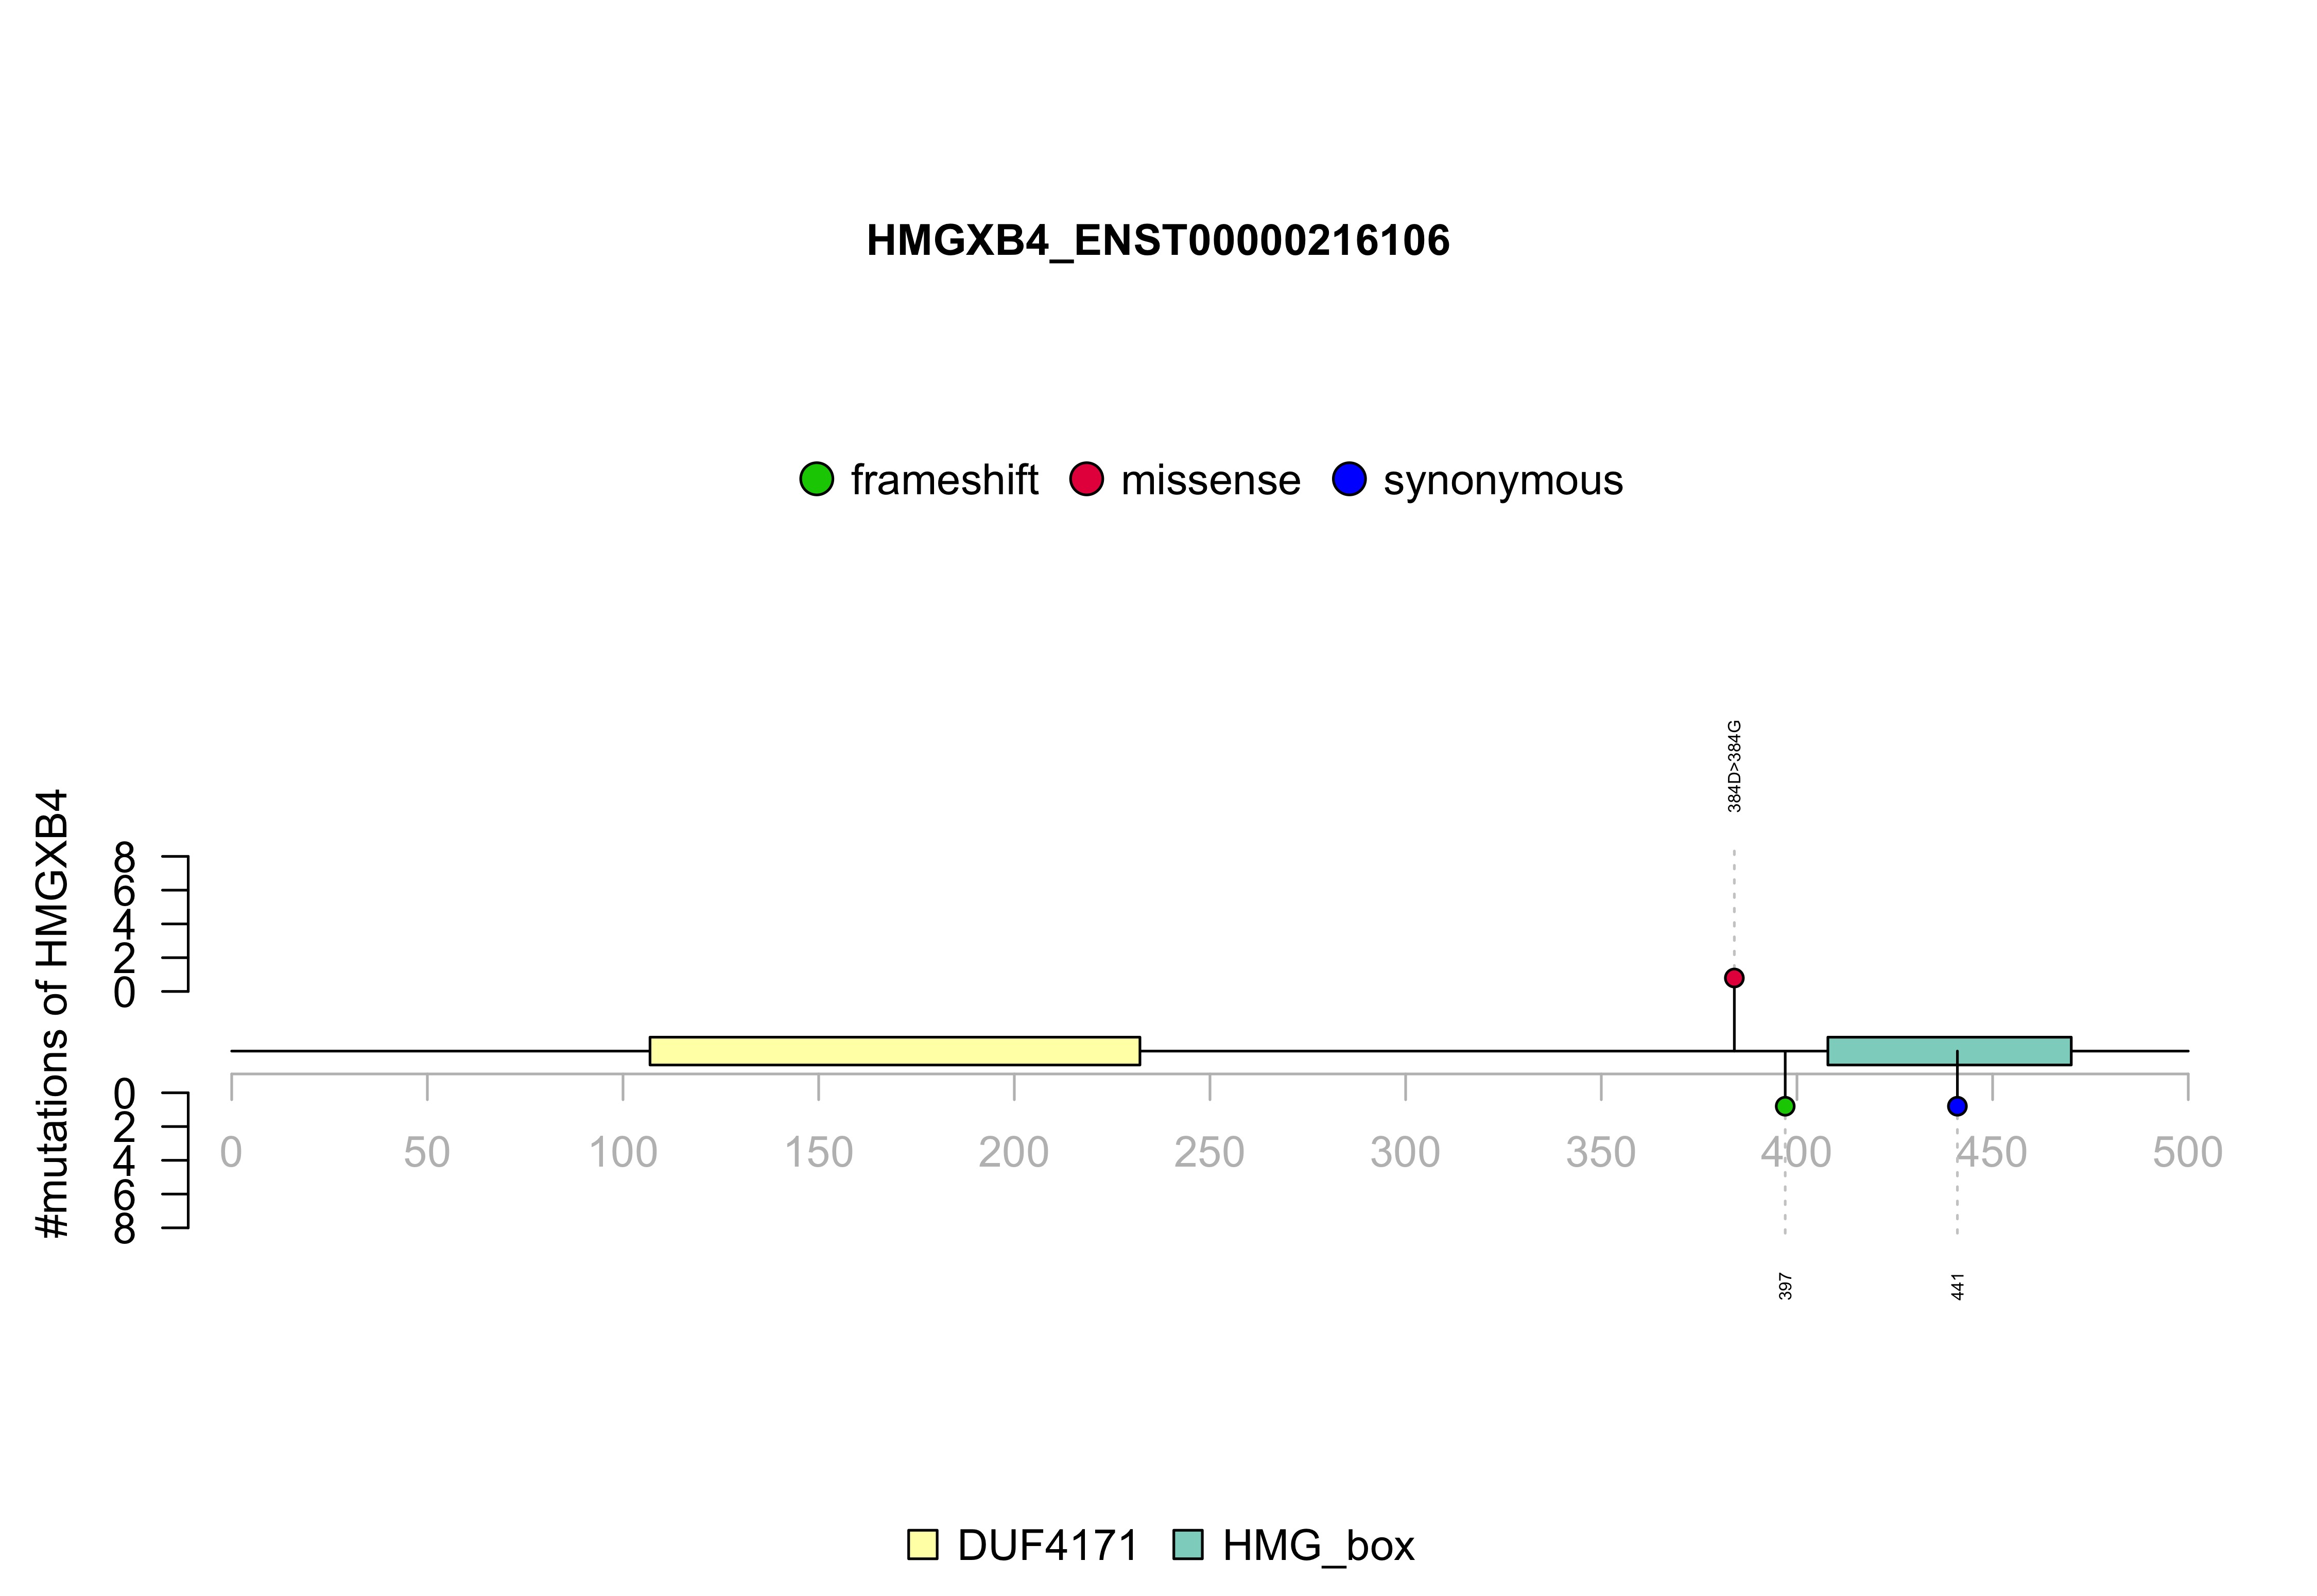 HMGXB4_ENST00000216106
frameshift missense synonymous
384D>384G
#mutations of HMGXB4
8
6
4
2
0
0
2
4
6
8
0 50 100 150 200 250 300 350 400 450 500
397 441
DUF4171 HMG_box